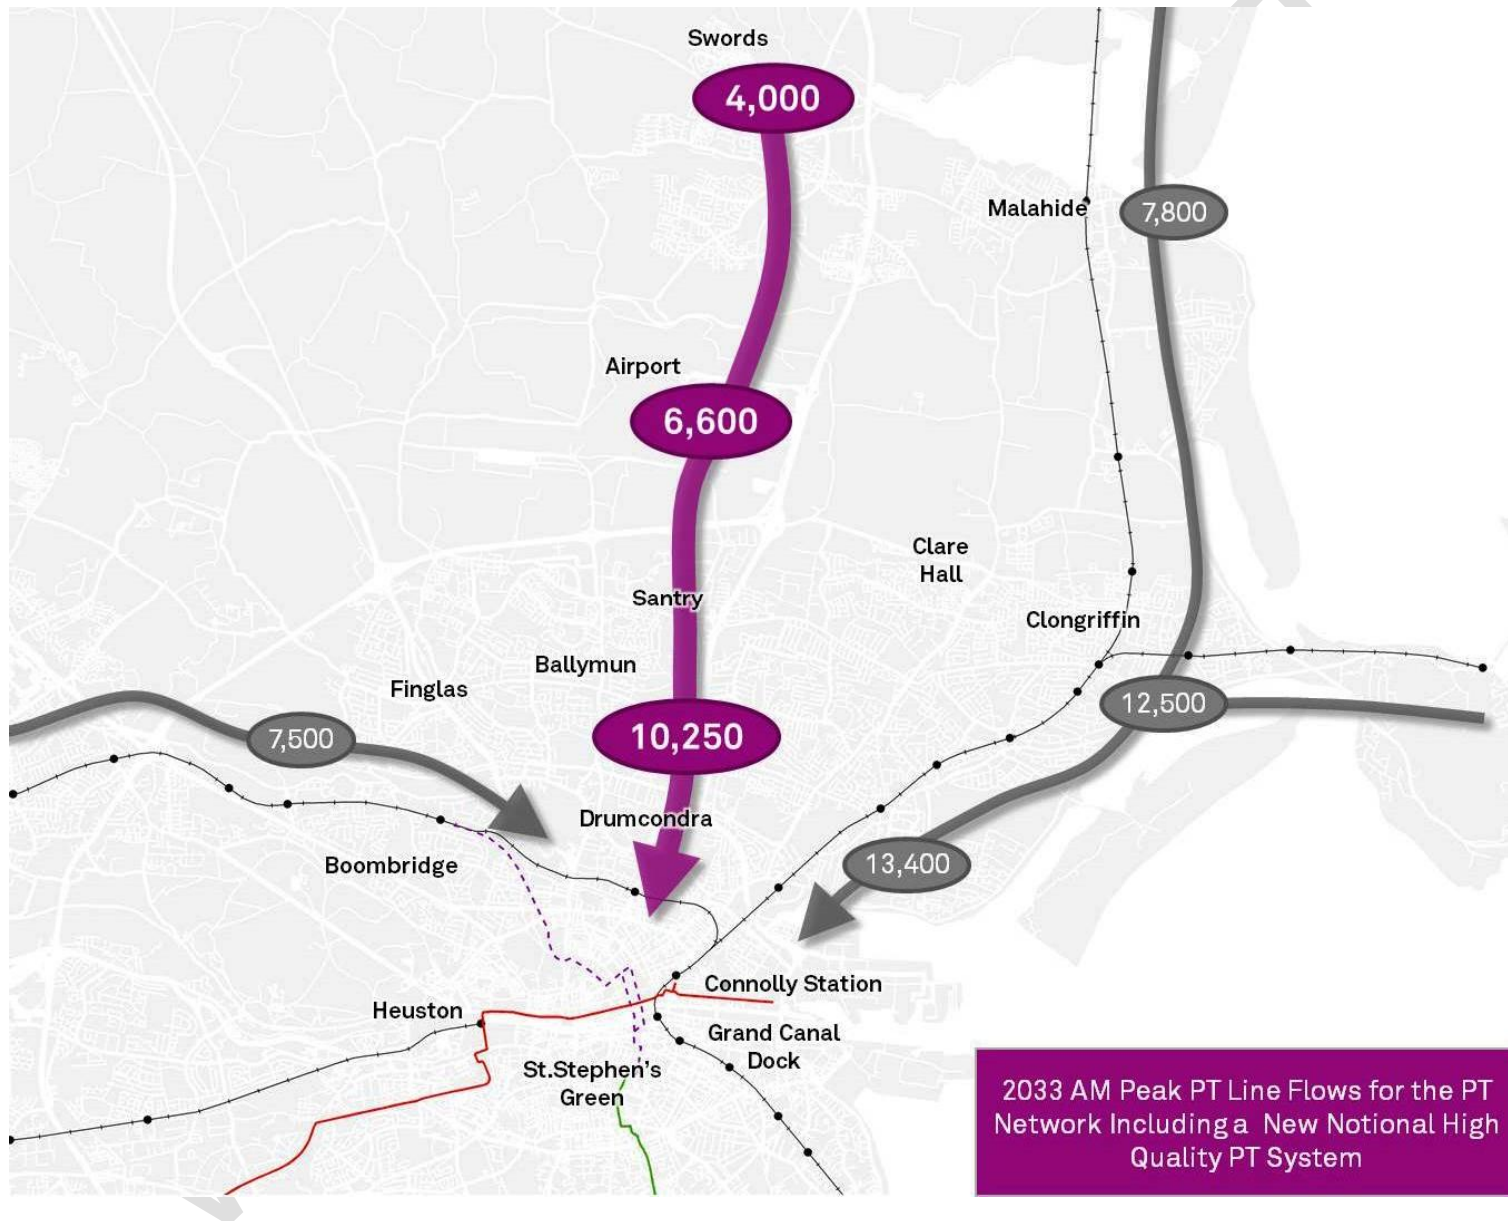 Swords
4,000
Malahide
7,800
Airport
6,600
Clare
Hall
Santry
Clongriffin
Ballymun
Finglas
12,500
7,500
10,250
Drumcondra
Boombridge
13,400
Connolly Station
Heuston
Grand Canal
Dock
St.Stephen's
Green
2033 AM Peak PT Line Flows for the PT
Network Including a New Notional High
Quality PT System